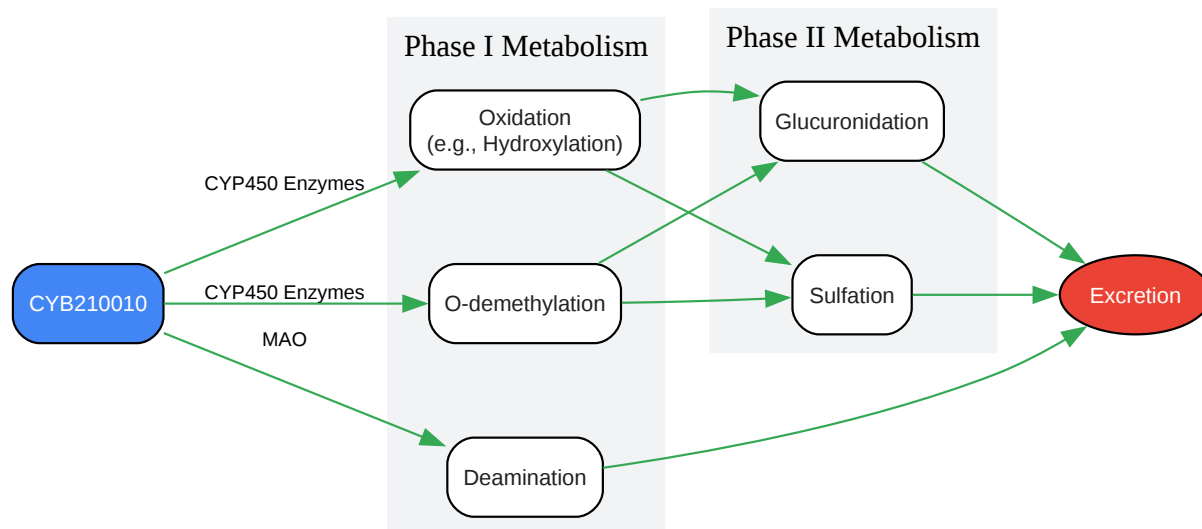 Phase I Metabolism
Phase II Metabolism
Oxidation
(e.g., Hydroxylation)
Glucuronidation
CYP450 Enzymes
CYB210010
CYP450 Enzymes
O-demethylation
Sulfation
Excretion
MAO
Deamination